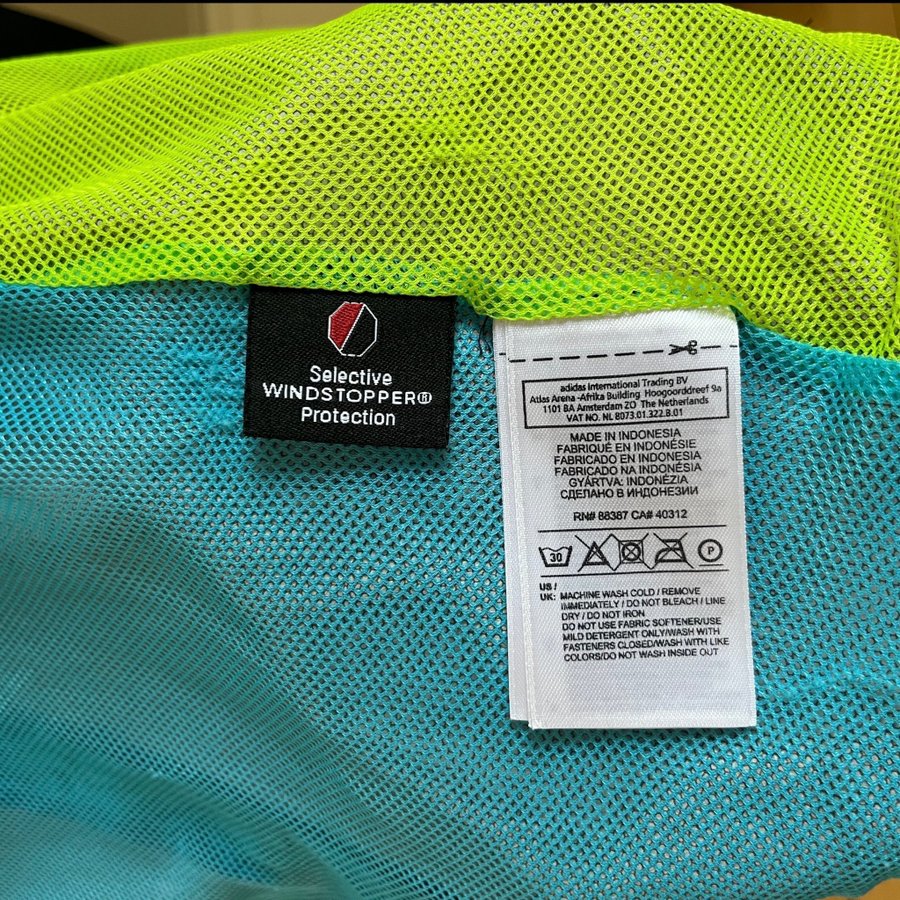 Selective
WINDSTOPPER®
Protection
adidas International Trading BV
Atlas Arena -Afrika Building Hoogoorddreef 9a
1101 BA Amsterdam ZO The Netherlands
VAT NO. NL 8073.01.322.B.01
MADE IN INDONESIA
FABRIQUÉ EN INDONÉSIE
FABRICADO EN INDONESIA
FABRICADO NA INDONÉSIA
GYÁRTVA: INDONÉZIA
СДЕЛАНО В ИНДОНЕЗИИ
RN# 88387 CA# 40312
30
P
US /
UK: MACHINE WASH COLD / REMOVE
IMMEDIATELY / DO NOT BLEACH / LINE
DRY / DO NOT IRON
DO NOT USE FABRIC SOFTENER/USE
MILD DETERGENT ONLY/WASH WITH
FASTENERS CLOSED/WASH WITH LIKE
COLORS/DO NOT WASH INSIDE OUT